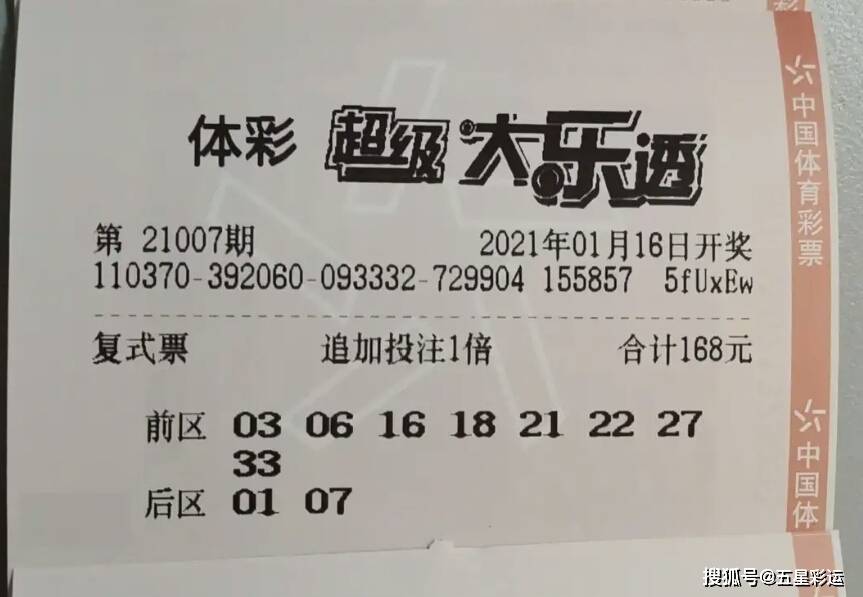 体彩 超级大乐透
第 21007期 2021年01月16日开奖
110370-392060-093332-729904 155857 5fUxEw
复式票 追加投注1倍 合计168元
前区 03 06 16 18 21 22 27
33
后区 01 07
中国体育彩票
中国体
搜狐号@五星彩运